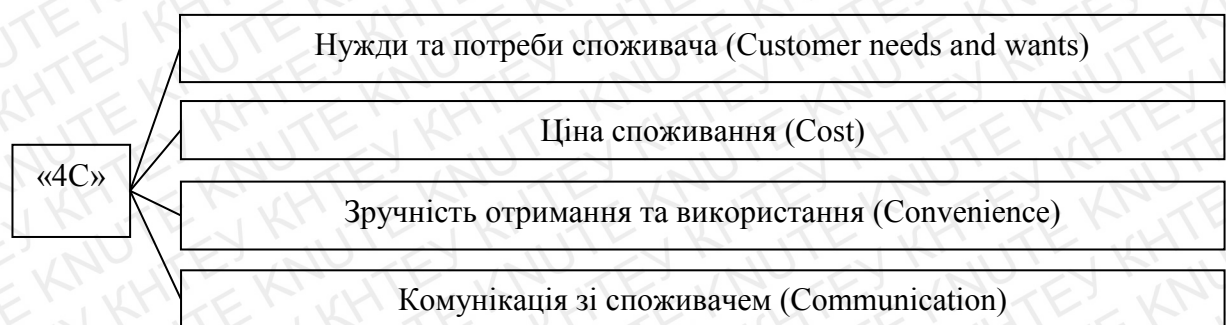 Нужди та потреби споживача (Customer needs and wants)
Ціна споживання (Cost)
«4С»
Зручність отримання та використання (Convenience)
Комунікація зі споживачем (Communication)